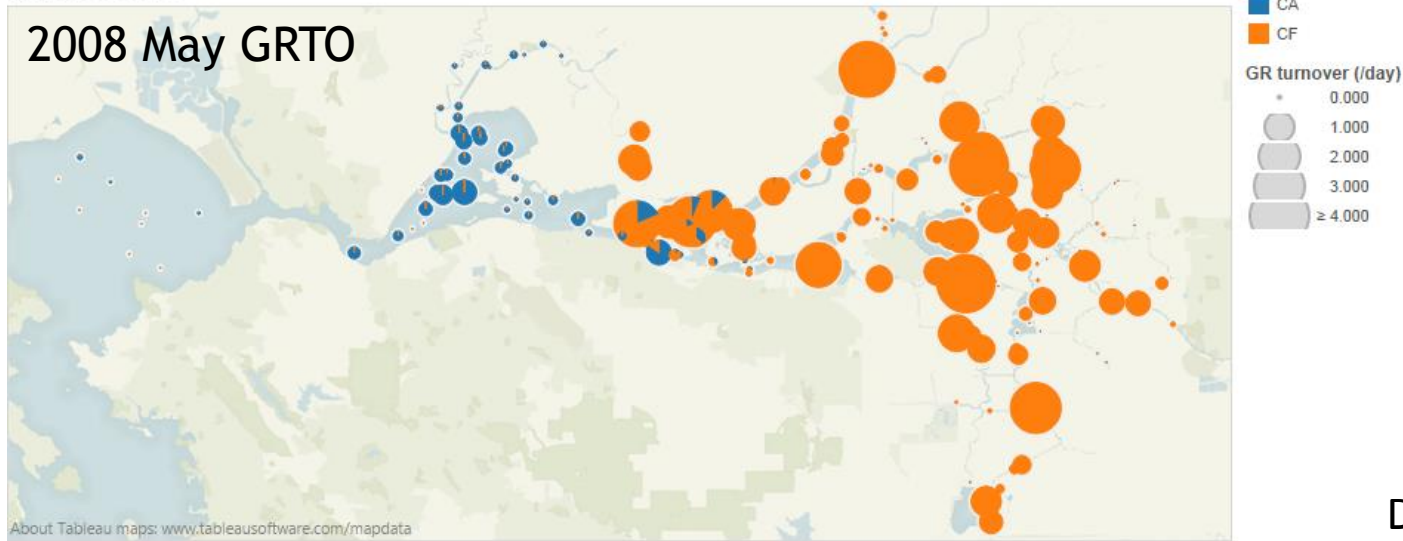 2008 May GRTO
CA
CF
GR turnover (/day)
0.000
1.000
2.000
3.000
≥ 4.000
About Tableau maps: www.tableausoftware.com/mapdata
D